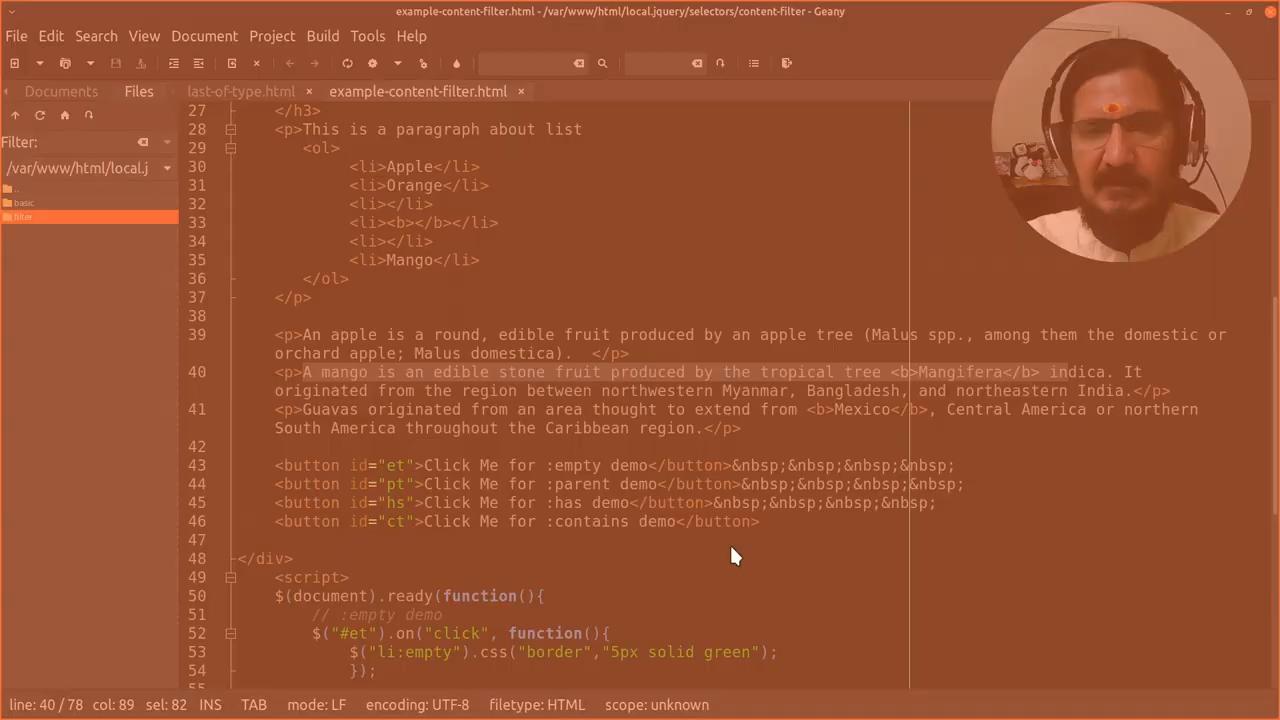 example-content-filter.html - /var/www/html/local.jquery/selectors/content-filter - Geany
File Edit Search View Document Project Build Tools Help
Documents Files last-of-type.html × example-content-filter.html ×
Filter:
/var/www/html/local.j
..
basic
filter
27 </h3>
28 <p>This is a paragraph about list
29 <ol>
30 <li>Apple</li>
31 <li>Orange</li>
32 <li></li>
33 <li><b></b></li>
34 <li></li>
35 <li>Mango</li>
36 </ol>
37 </p>
38
39 <p>An apple is a round, edible fruit produced by an apple tree (Malus spp., among them the domestic or
orchard apple; Malus domestica). </p>
40 <p>A mango is an edible stone fruit produced by the tropical tree <b>Mangifera</b> indica. It
originated from the region between northwestern Myanmar, Bangladesh, and northeastern India.</p>
41 <p>Guavas originated from an area thought to extend from <b>Mexico</b>, Central America or northern
South America throughout the Caribbean region.</p>
42
43 <button id="et">Click Me for :empty demo</button>&nbsp;&nbsp;&nbsp;&nbsp;
44 <button id="pt">Click Me for :parent demo</button>&nbsp;&nbsp;&nbsp;&nbsp;
45 <button id="hs">Click Me for :has demo</button>&nbsp;&nbsp;&nbsp;&nbsp;
46 <button id="ct">Click Me for :contains demo</button>
47
48 </div>
49 <script>
50 $(document).ready(function(){
51 // :empty demo
52 $("#et").on("click", function(){
53 $("li:empty").css("border","5px solid green");
54 });
55
line: 40 / 78 col: 89 sel: 82 INS TAB mode: LF encoding: UTF-8 filetype: HTML scope: unknown